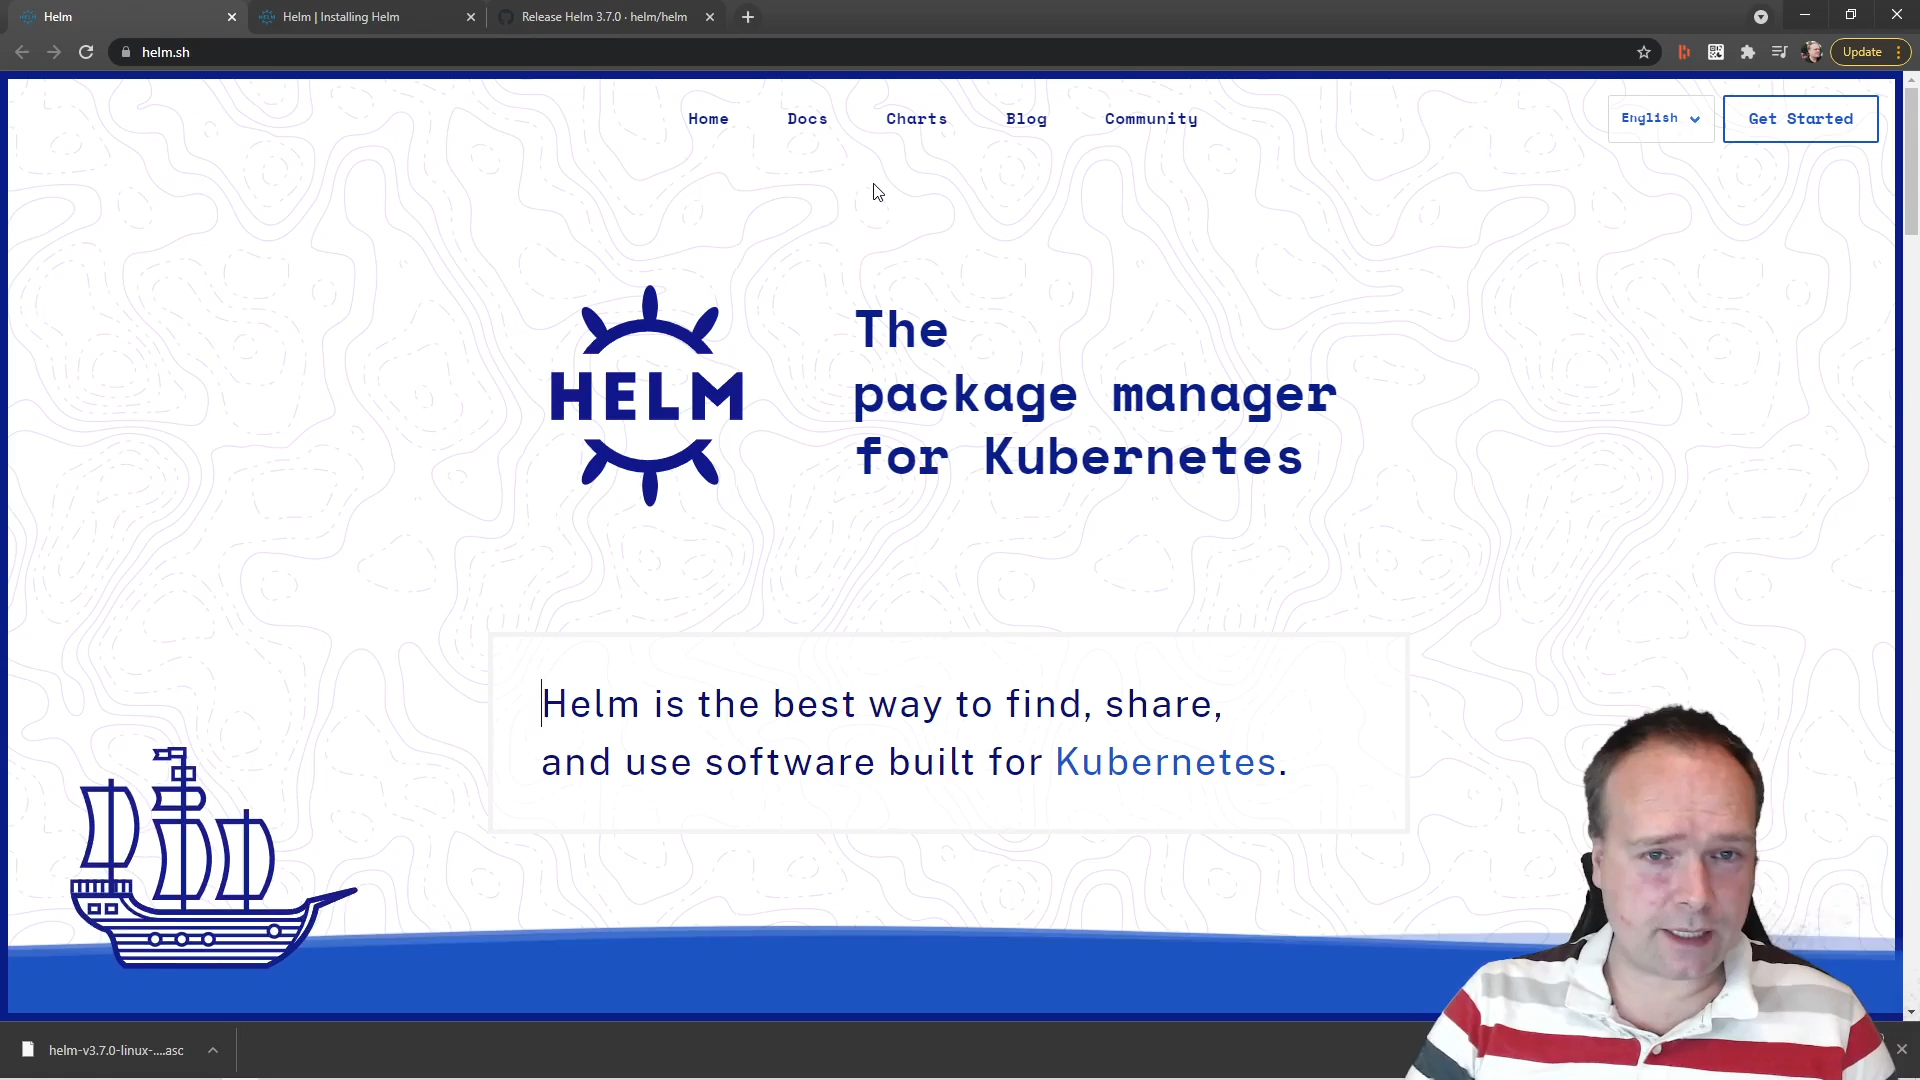 Helm
Helm | Installing Helm
Release Helm 3.7.0 · helm/helm
helm.sh
Update
Home
Docs
Charts
Blog
Community
English
Get Started
HELM
The
package manager
for Kubernetes
Helm is the best way to find, share,
and use software built for Kubernetes.
helm-v3.7.0-linux-....asc